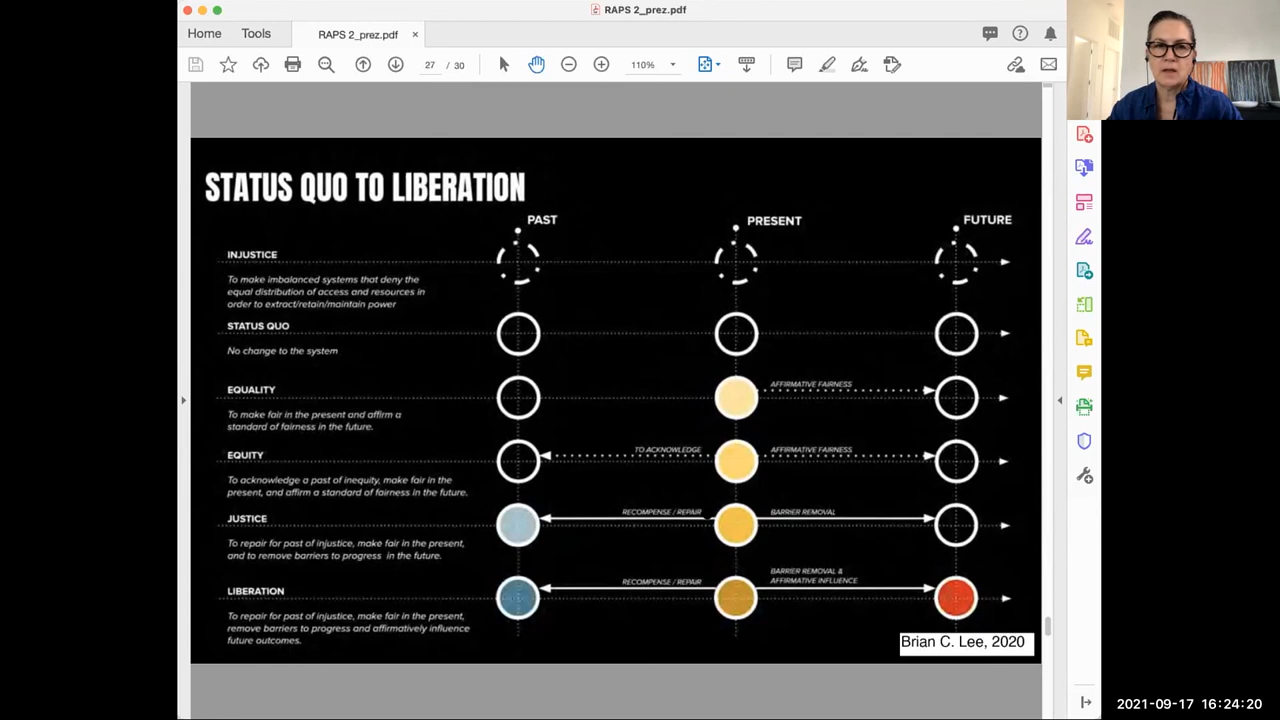 RAPS 2_prez.pdf
Home
Tools
RAPS 2_prez.pdf
27 / 30
110%
STATUS QUO TO LIBERATION
PAST
PRESENT
FUTURE
INJUSTICE
To make imbalanced systems that deny the
equal distribution of access and resources in
order to extract/retain/maintain power
STATUS QUO
No change to the system
EQUALITY
AFFIRMATIVE FAIRNESS
To make fair in the present and affirm a
standard of fairness in the future.
EQUITY
TO ACKNOWLEDGE
AFFIRMATIVE FAIRNESS
To acknowledge a past of inequity, make fair in the
present, and affirm a standard of fairness in the future.
JUSTICE
RECOMPENSE / REPAIR
BARRIER REMOVAL
To repair for past of injustice, make fair in the present,
and to remove barriers to progress in the future.
LIBERATION
RECOMPENSE / REPAIR
BARRIER REMOVAL &
AFFIRMATIVE INFLUENCE
To repair for past of injustice, make fair in the present,
remove barriers to progress and affirmatively influence
future outcomes.
Brian C. Lee, 2020
2021-09-17 16:24:20